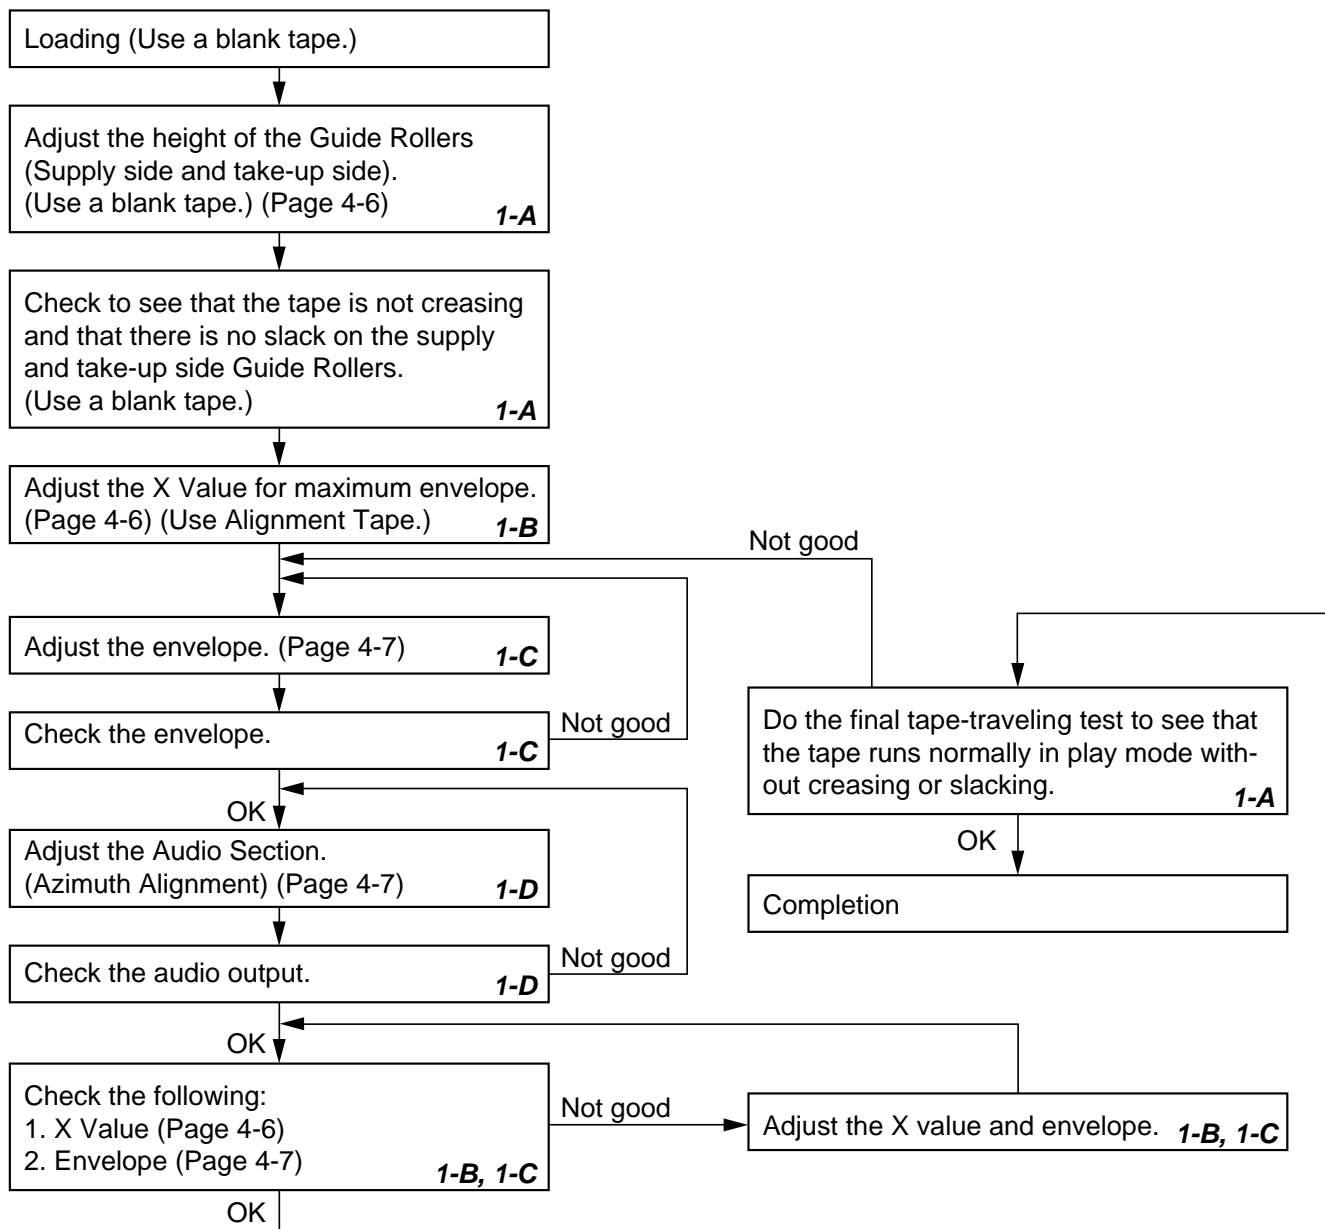 Loading (Use a blank tape.)
Adjust the height of the Guide Rollers
(Supply side and take-up side).
(Use a blank tape.) (Page 4-6)
1-A
Check to see that the tape is not creasing
and that there is no slack on the supply
and take-up side Guide Rollers.
(Use a blank tape.)
1-A
Adjust the X Value for maximum envelope.
(Page 4-6) (Use Alignment Tape.)
1-B
Adjust the envelope. (Page 4-7)
1-C
Check the envelope.
1-C
Not good
OK
Adjust the Audio Section.
(Azimuth Alignment) (Page 4-7)
1-D
Check the audio output.
1-D
Not good
OK
Check the following:
1. X Value (Page 4-6)
2. Envelope (Page 4-7)
1-B, 1-C
Not good
Adjust the X value and envelope.
1-B, 1-C
OK
Not good
Do the final tape-traveling test to see that
the tape runs normally in play mode with-
out creasing or slacking.
1-A
OK
Completion